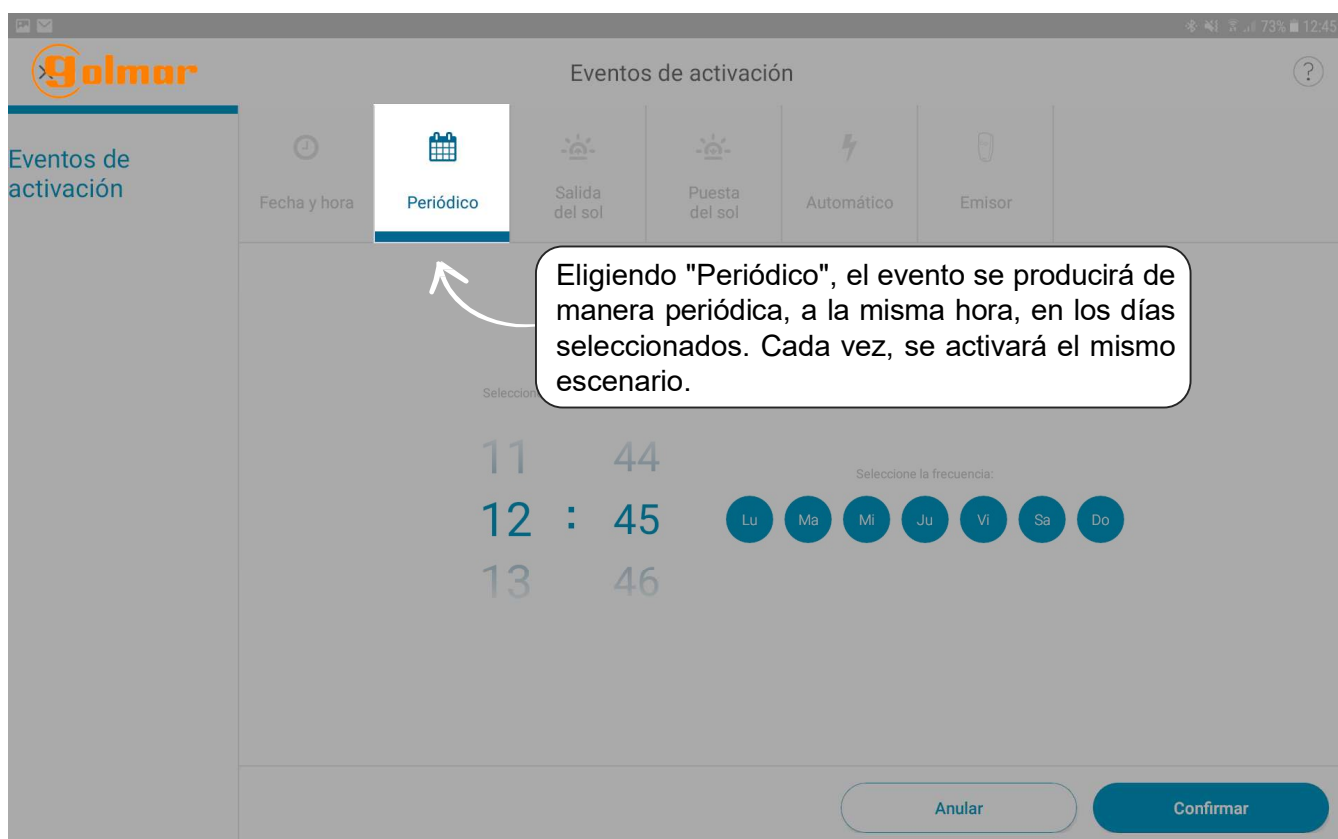 73% 12:45
golmar
Eventos de activación
?
Eventos de
activación
Fecha y hora
Periódico
Salida
del sol
Puesta
del sol
Automático
Emisor
Eligiendo "Periódico", el evento se producirá de
manera periódica, a la misma hora, en los días
seleccionados. Cada vez, se activará el mismo
escenario.
11 44
Seleccione la frecuencia:
12 : 45
Lu Ma Mi Ju Vi Sa Do
13 46
Anular
Confirmar